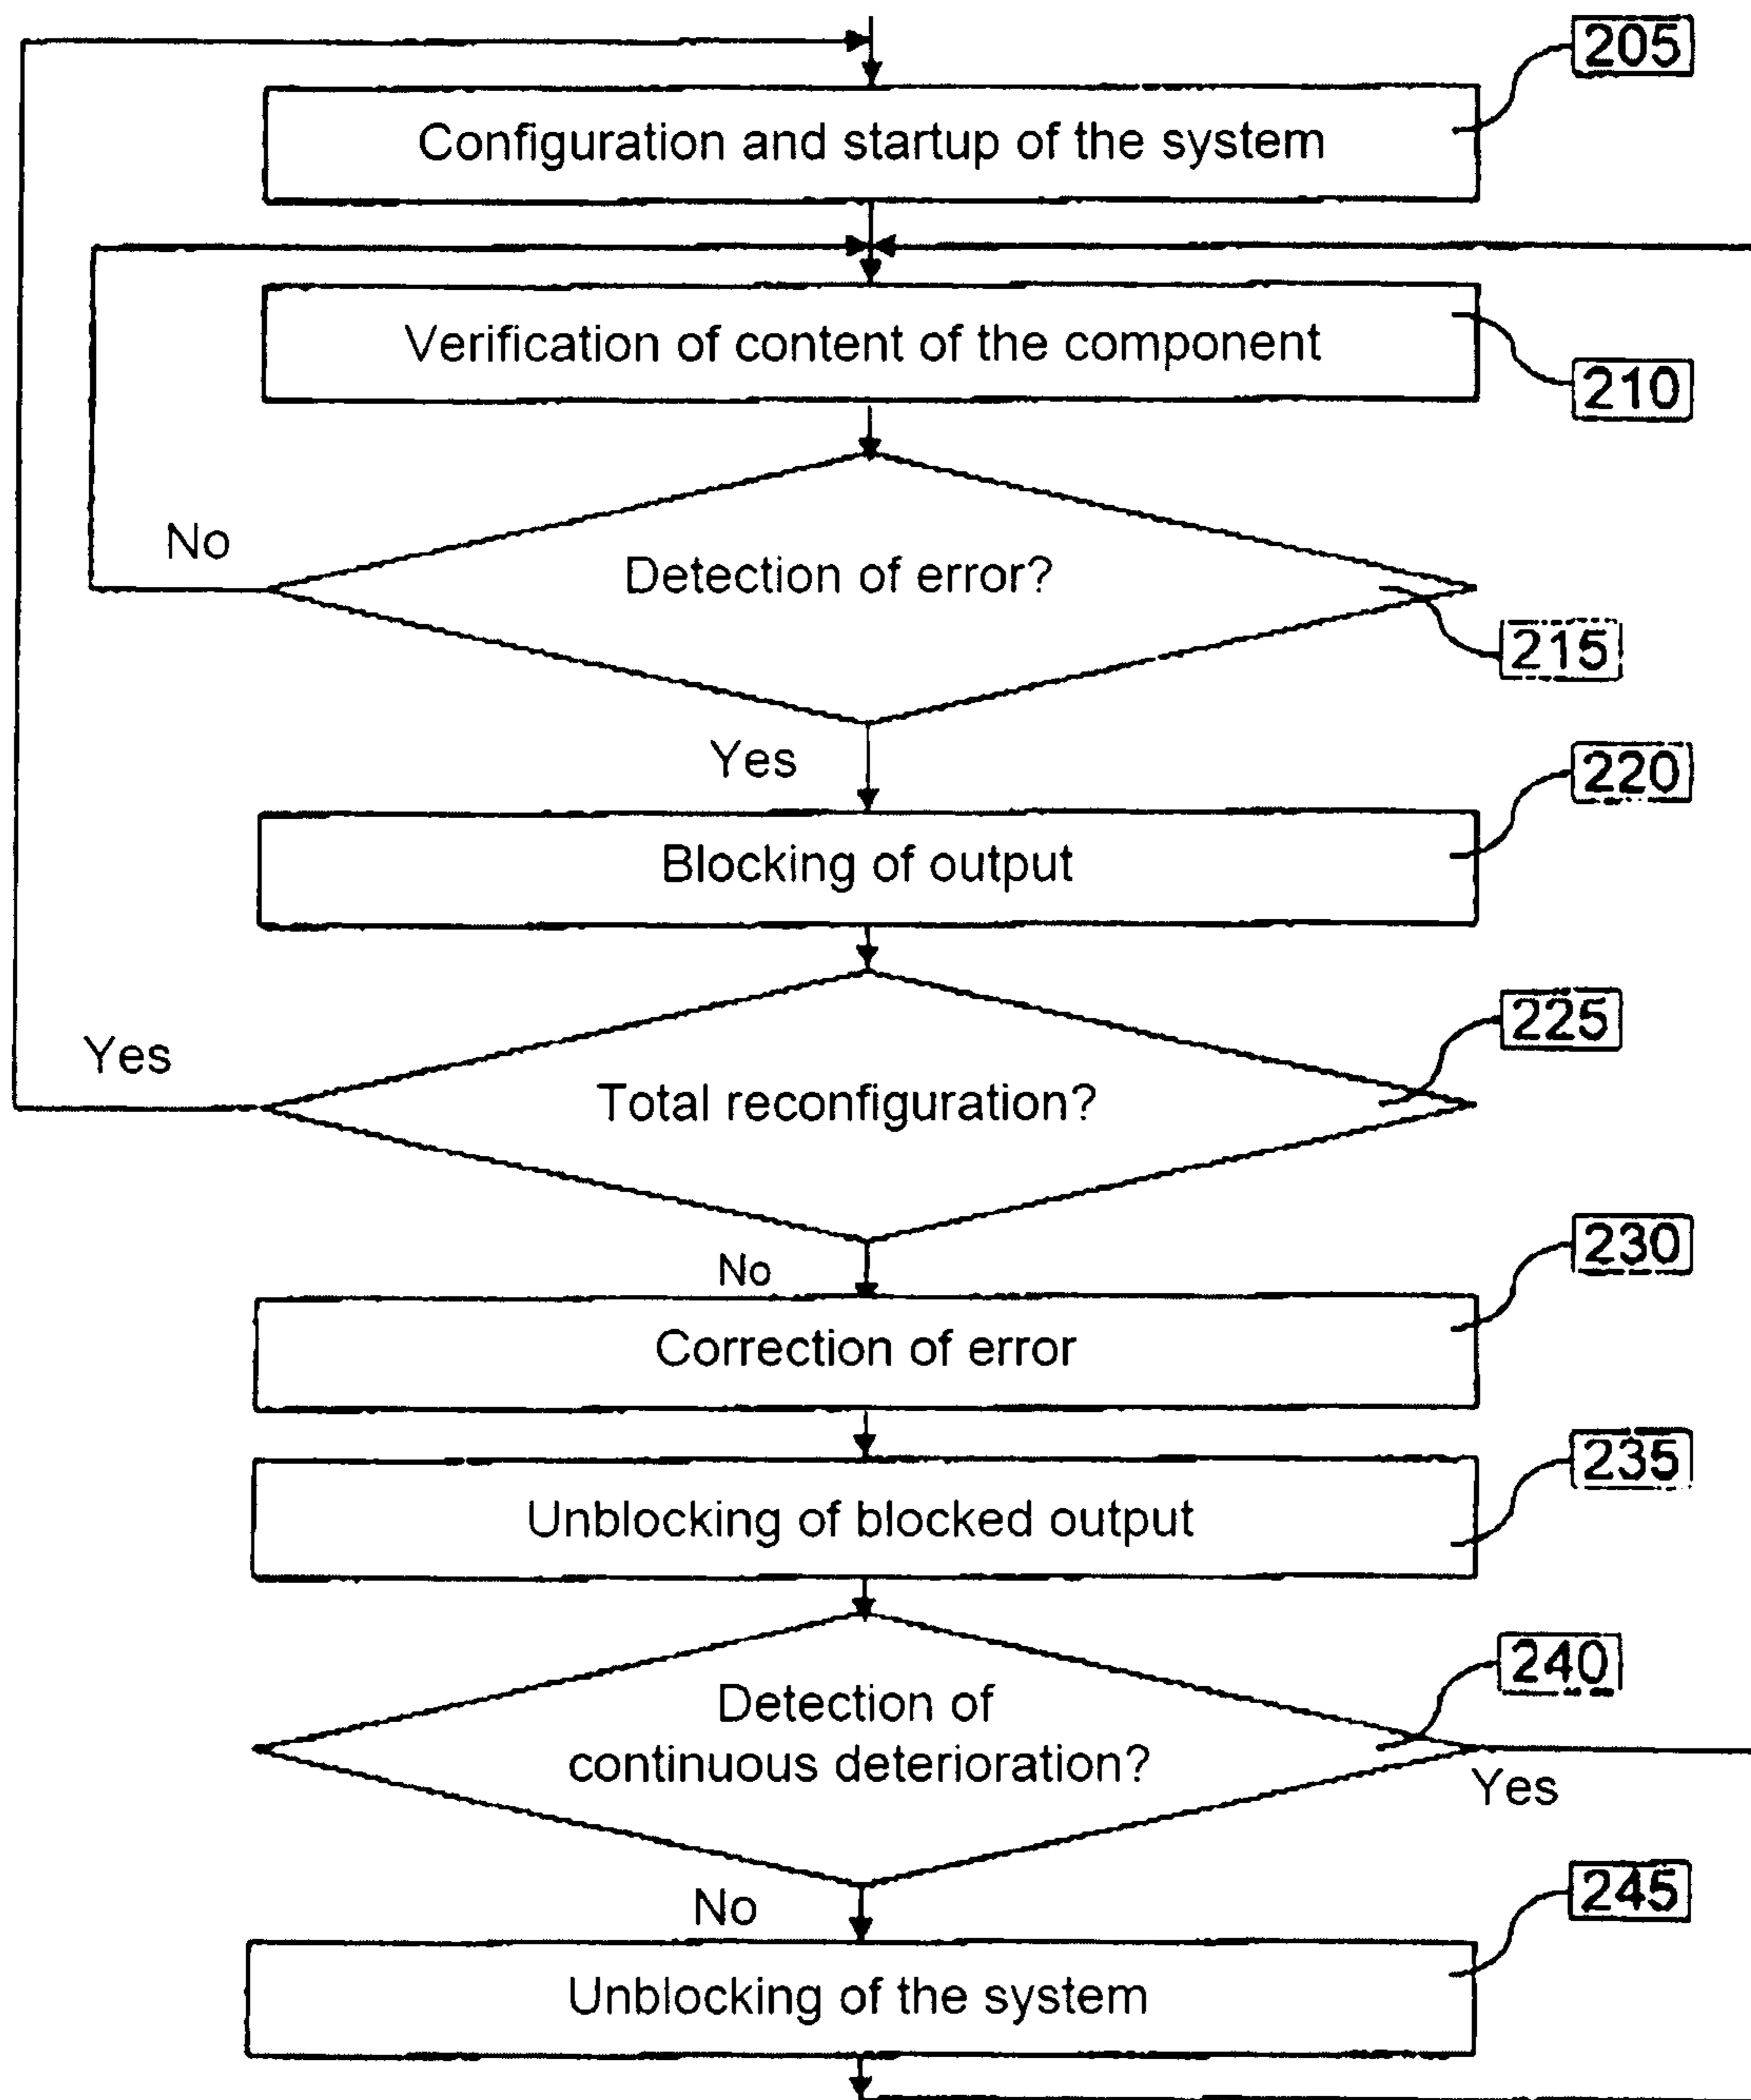 205
Configuration and startup of the system
Verification of content of the component
210
No
Detection of error?
215
Yes
220
Blocking of output
225
Yes
Total reconfiguration?
230
No
Correction of error
235
Unblocking of blocked output
240
Detection of
continuous deterioration?
Yes
245
No
Unblocking of the system